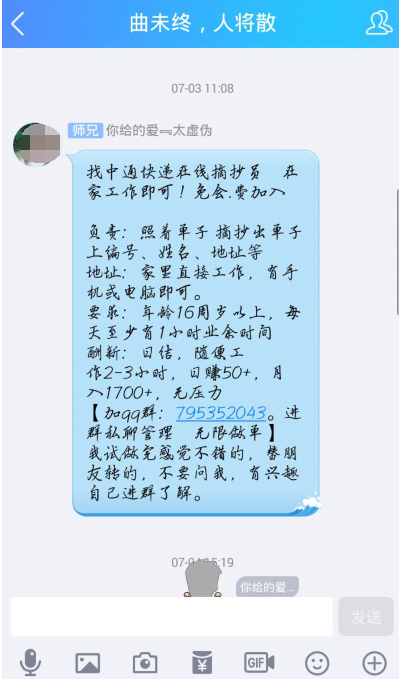 曲未终，人将散
07-03 11:08
师兄 你给的爱﹃太虚伪
找中通快递在线摘抄员 在
家工作即可！免会.费加入
负责：照着单子 摘抄出单子
上编号、姓名、地址等
地址：家里直接工作，有手
机或电脑即可。
要求：年龄16周岁以上，每
天至少有1小时业余时间
酬新：日结，随便工
作2-3小时，日赚50+，月
入1700+，无压力
【加qq群：795352043。进
群私聊管理 无限做单】
我试做完感觉不错的，替朋
友转的，不要问我，有兴趣
自己进群了解。
07-04 15:19
你给的爱...
发送
GIF